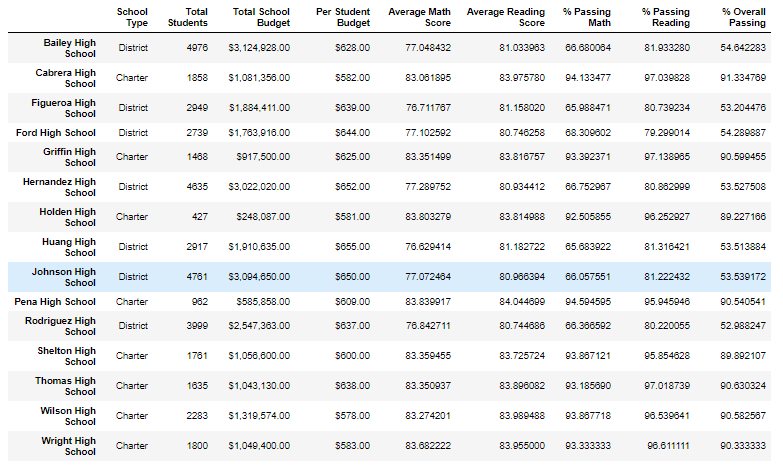 School Type Total Students Total School Budget Per Student Budget Average Math Score Average Reading Score % Passing Math % Passing Reading % Overall Passing
Bailey High School District 4976 $3,124,928.00 $628.00 77.048432 81.033963 66.680064 81.933280 54.642283
Cabrera High School Charter 1858 $1,081,356.00 $582.00 83.061895 83.975780 94.133477 97.039828 91.334769
Figueroa High School District 2949 $1,884,411.00 $639.00 76.711767 81.158020 65.988471 80.739234 53.204476
Ford High School District 2739 $1,763,916.00 $644.00 77.102592 80.746258 68.309602 79.299014 54.289887
Griffin High School Charter 1468 $917,500.00 $625.00 83.351499 83.816757 93.392371 97.138965 90.599455
Hernandez High School District 4635 $3,022,020.00 $652.00 77.289752 80.934412 66.752967 80.862999 53.527508
Holden High School Charter 427 $248,087.00 $581.00 83.803279 83.814988 92.505855 96.252927 89.227166
Huang High School District 2917 $1,910,635.00 $655.00 76.629414 81.182722 65.683922 81.316421 53.513884
Johnson High School District 4761 $3,094,650.00 $650.00 77.072464 80.966394 66.057551 81.222432 53.539172
Pena High School Charter 962 $585,858.00 $609.00 83.839917 84.044699 94.594595 95.945946 90.540541
Rodriguez High School District 3999 $2,547,363.00 $637.00 76.842711 80.744686 66.366592 80.220055 52.988247
Shelton High School Charter 1761 $1,056,600.00 $600.00 83.359455 83.725724 93.867121 95.854628 89.892107
Thomas High School Charter 1635 $1,043,130.00 $638.00 83.350937 83.896082 93.185690 97.018739 90.630324
Wilson High School Charter 2283 $1,319,574.00 $578.00 83.274201 83.989488 93.867718 96.539641 90.582567
Wright High School Charter 1800 $1,049,400.00 $583.00 83.682222 83.955000 93.333333 96.611111 90.333333